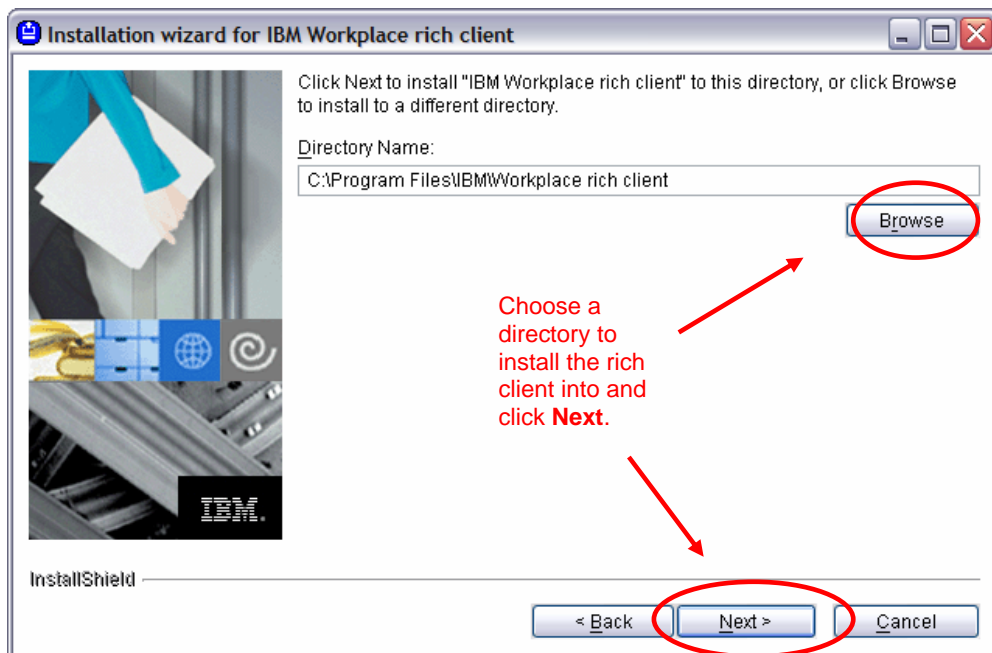 Installation wizard for IBM Workplace rich client
Click Next to install "IBM Workplace rich client" to this directory, or click Browse
to install to a different directory.
Directory Name:
C:\Program Files\IBM\Workplace rich client
Browse
Choose a
directory to
install the rich
client into and
click Next.
IBM.
InstallShield
< Back
Next >
Cancel